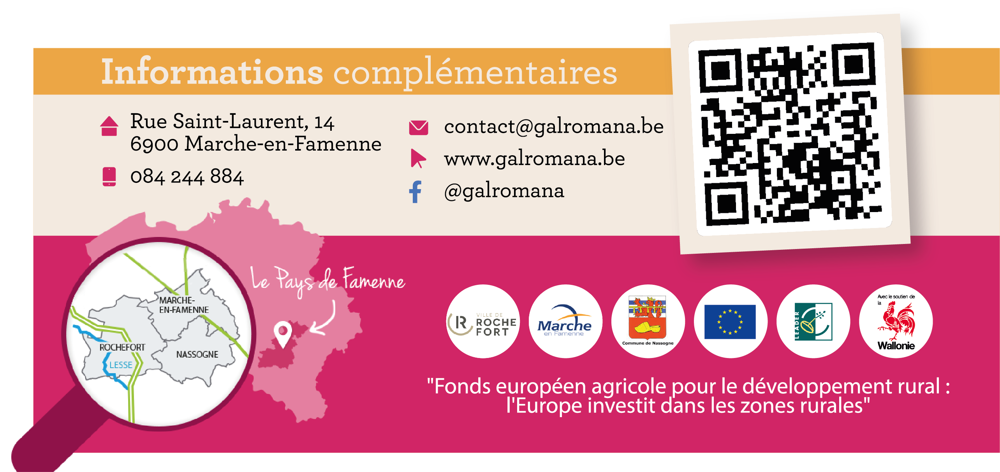 Informations complémentaires
Rue Saint-Laurent, 14
6900 Marche-en-Famenne
084 244 884
contact@galromana.be
www.galromana.be
@galromana
Le Pays de Famenne
MARCHE-
EN-FAMENNE
ROCHEFORT
NASSOGNE
LESSE
VILLE DE
ROCHE
FORT
Marche
en Famenne
Commune de Nassogne
LEADER
Avec le soutien de
la
Wallonie
"Fonds européen agricole pour le développement rural :
l'Europe investit dans les zones rurales"